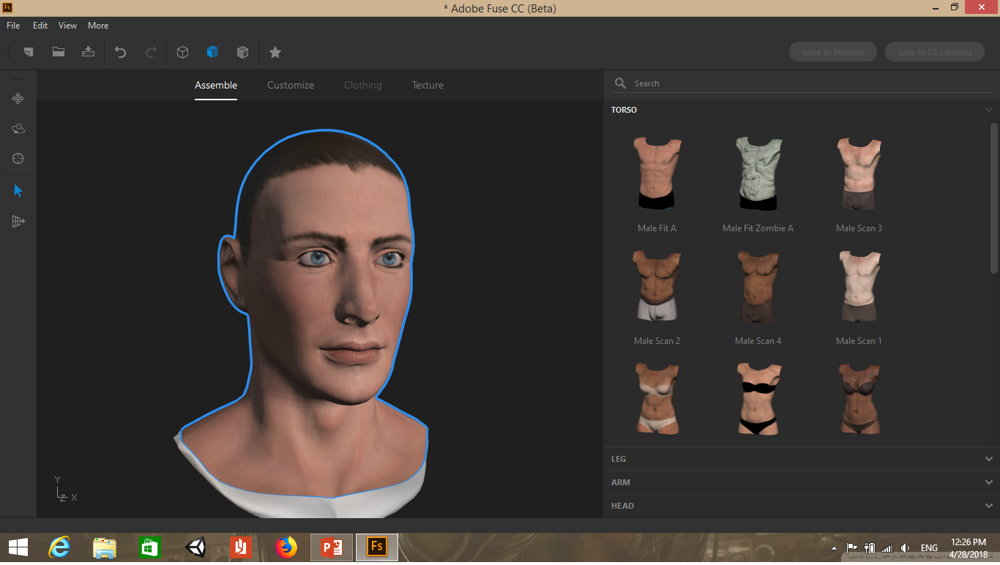 Fs
* Adobe Fuse CC (Beta)
File Edit View More
Send to Mixamo Save to CC Libraries
Assemble Customize Clothing Texture
Search
TORSO
Male Fit A Male Fit Zombie A Male Scan 3
Male Scan 2 Male Scan 4 Male Scan 1
LEG
ARM
HEAD
Y
Z X
P Fs
ENG
12:26 PM
4/28/2018